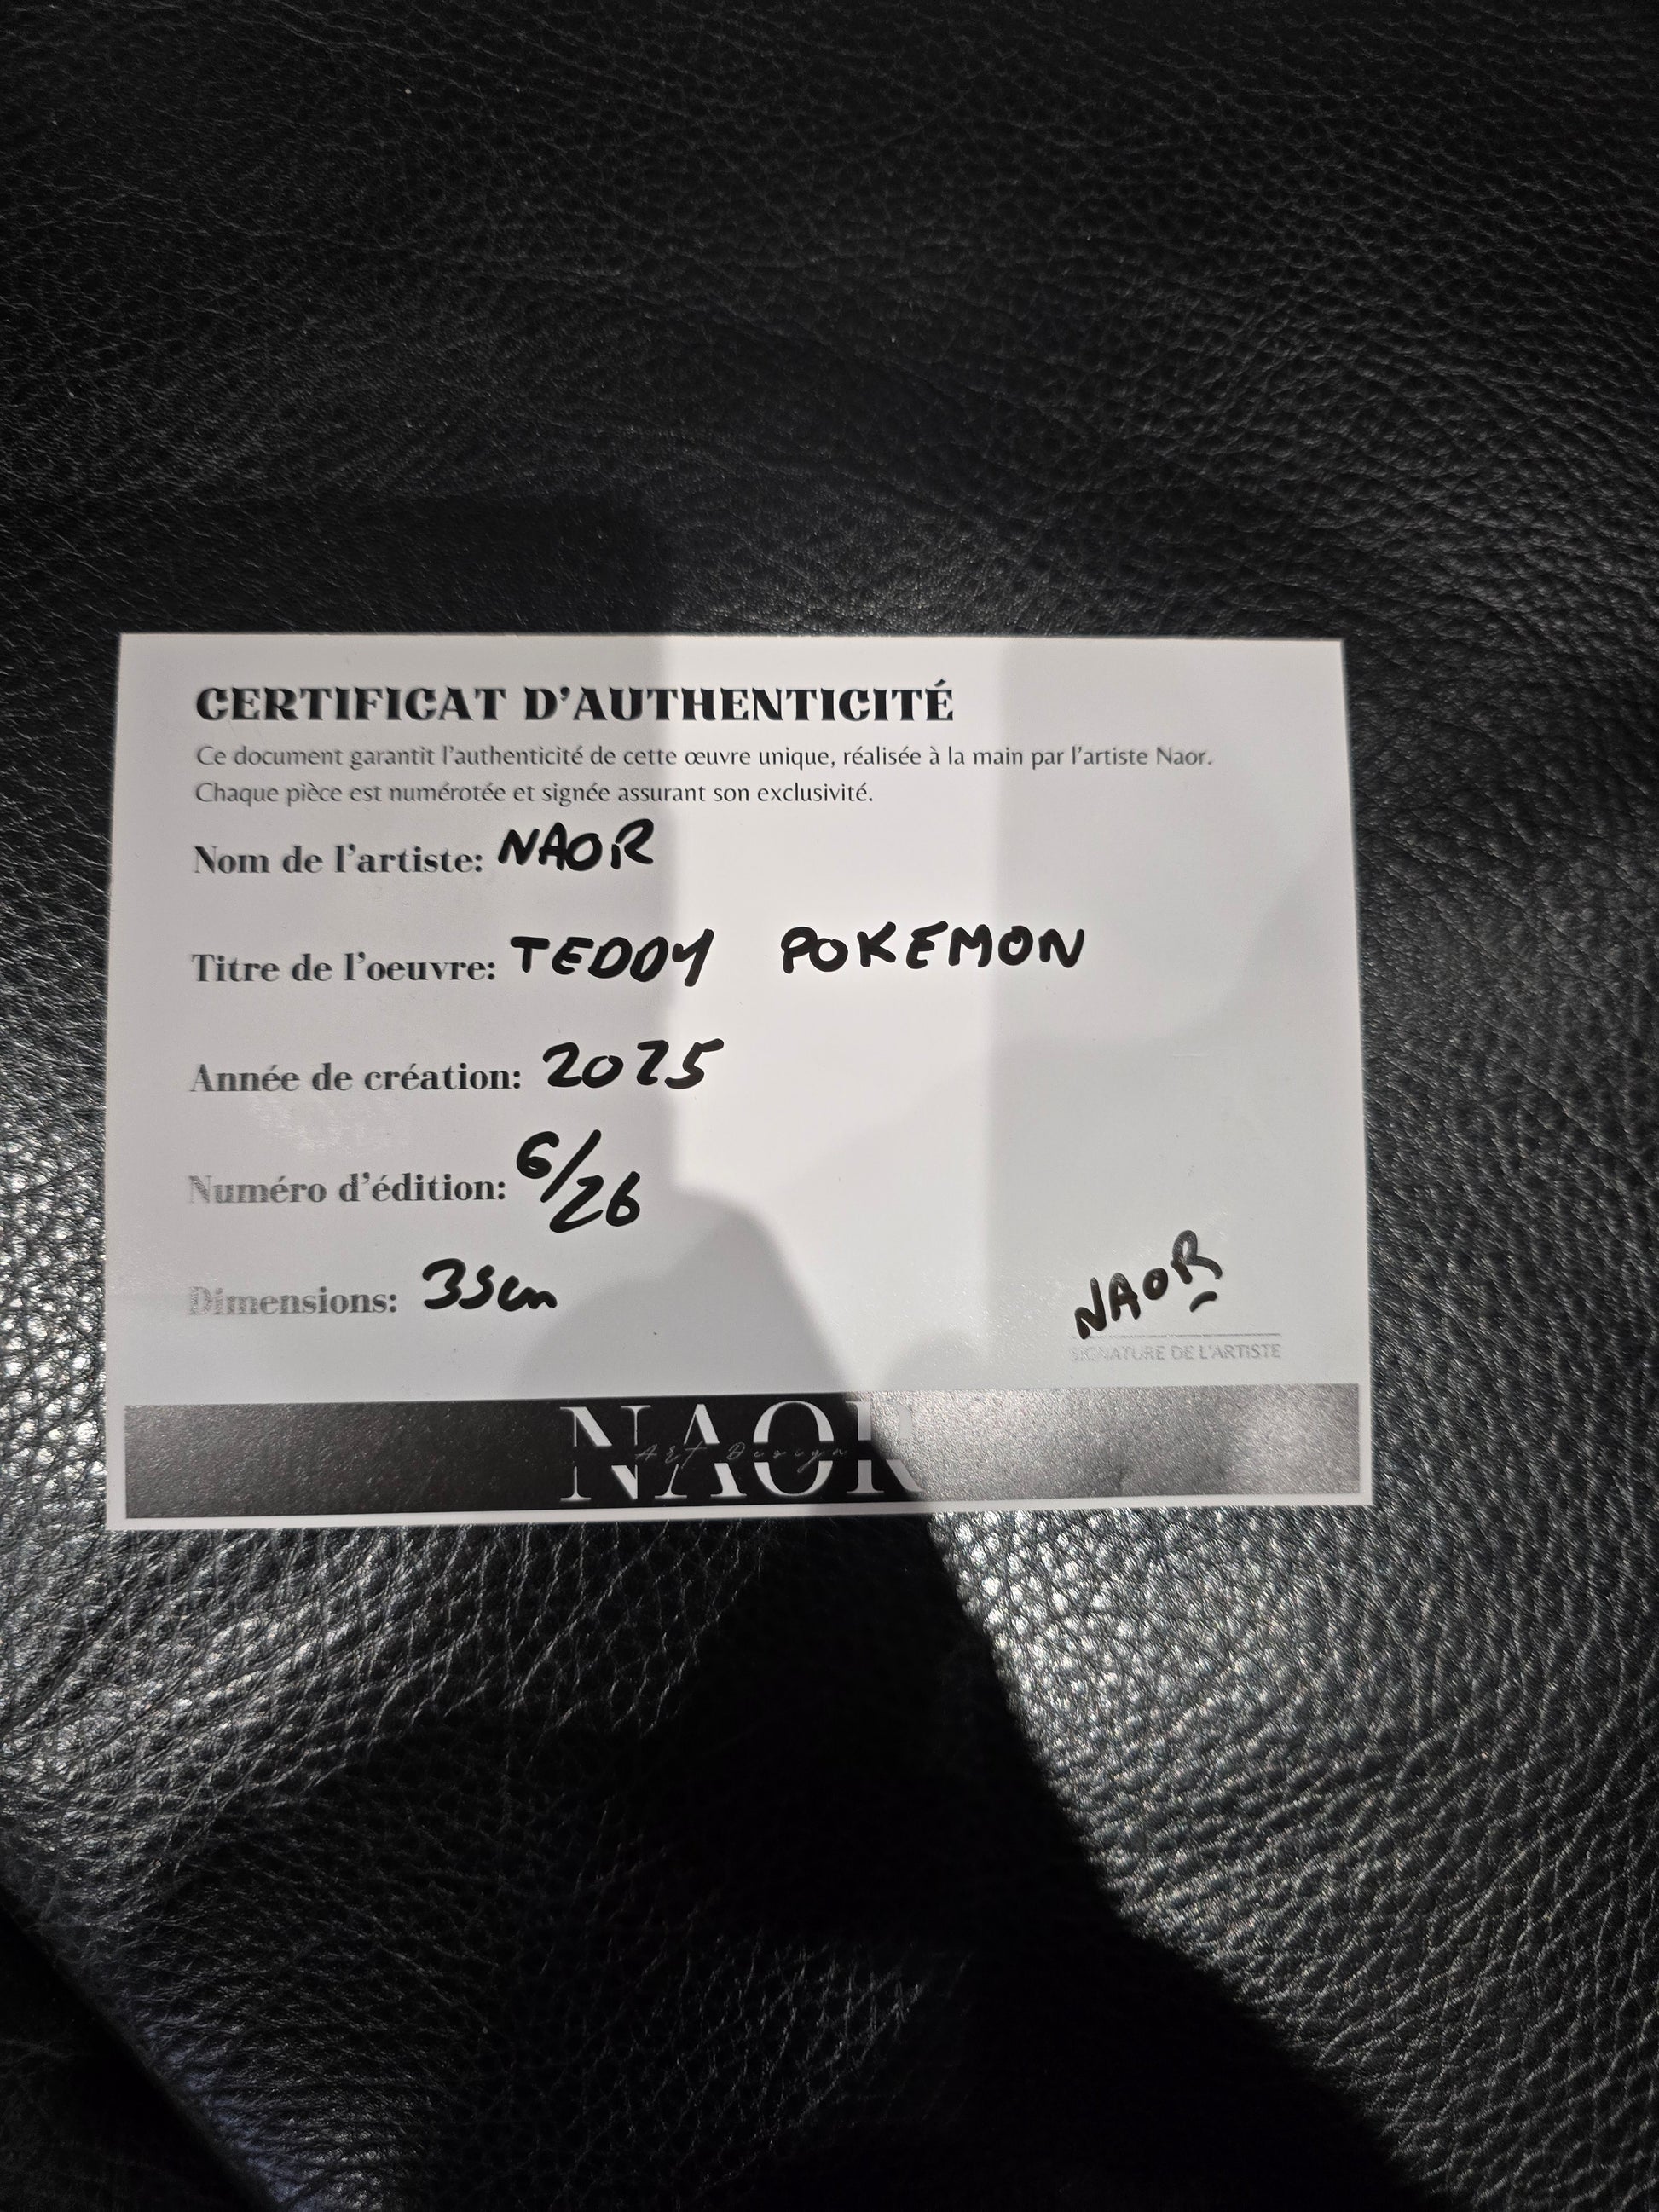 CERTIFICAT D'AUTHENTICITÉ
Ce document garantit l'authenticité de cette œuvre unique, réalisée à la main par l'artiste Naor.
Chaque pièce est numérotée et signée assurant son exclusivité.
Nom de l'artiste: NAOR
Titre de l'oeuvre: TEDDY POKEMON
Année de création: 2025
Numéro d'édition: 6/26
Dimensions: 35cm
NAOR
SIGNATURE DE L'ARTISTE
NAOR
Art Design